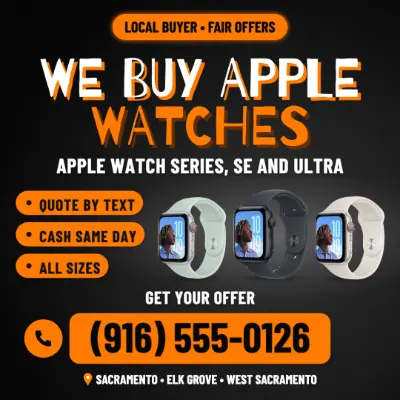 LOCAL BUYER • FAIR OFFERS
WE BUY APPLE
WATCHES
APPLE WATCH SERIES, SE AND ULTRA
• QUOTE BY TEXT
• CASH SAME DAY
• ALL SIZES
GET YOUR OFFER
(916) 555-0126
SACRAMENTO • ELK GROVE • WEST SACRAMENTO